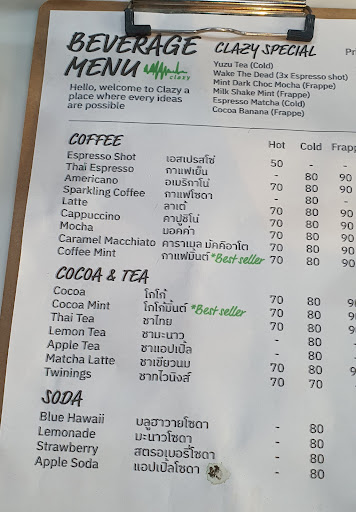 BEVERAGE MENU
clazy
Hello, welcome to Clazy a
place where every ideas
are possible
CLAZY SPECIAL
Yuzu Tea (Cold)
Wake The Dead (3x Espresso shot)
Mint Dark Choc Mocha (Frappe)
Milk Shake Mint (Frappe)
Espresso Matcha (Cold)
Cocoa Banana (Frappe)
COFFEE Hot Cold Frapp
Espresso Shot เอสเปรสโซ่ 50 - -
Thai Espresso กาแฟเย็น - 80 90
Americano อเมริกาโน่ 70 80 90
Sparkling Coffee กาแฟโซดา - 80 -
Latte ลาเต้ 70 80 90
Cappuccino คาปูชิโน่ 70 80 90
Mocha มอคค่า 70 80 90
Caramel Macchiato คาราเมล มัคคิอาโต 70 80 90
Coffee Mint กาแฟมิ้นต์ *Best seller 70 80 90
COCOA & TEA
Cocoa โกโก้ 70 80 90
Cocoa Mint โกโก้มิ้นต์ *Best seller 70 80 90
Thai Tea ชาไทย 70 80 90
Lemon Tea ชามะนาว - 80 -
Apple Tea ชาแอปเปิ้ล - 80 -
Matcha Latte ชาเขียวนม 70 80 90
Twinings ชาทไวนิงส์ 70 70
SODA
Blue Hawaii บลูฮาวายโซดา - 80
Lemonade มะนาวโซดา - 80
Strawberry สตรอเบอรี่โซดา - 80
Apple Soda แอปเปิ้ลโซดา - 80